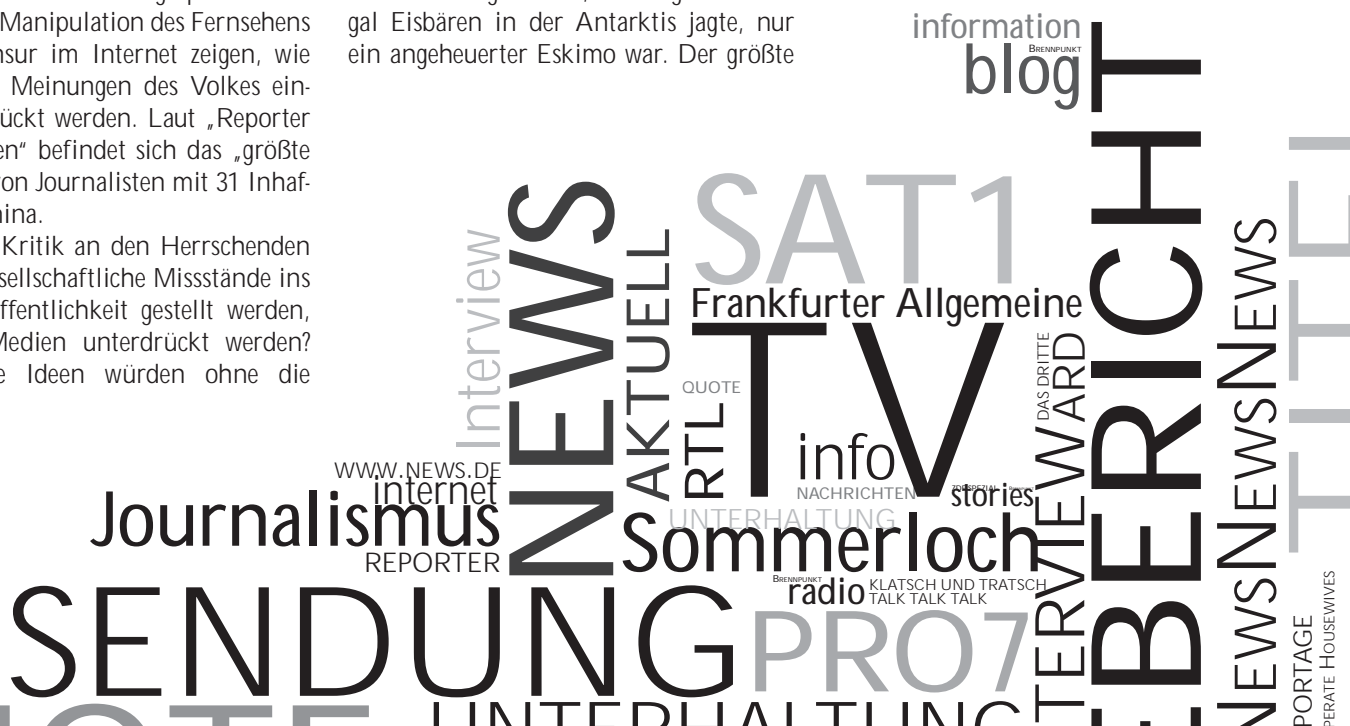 Manipulation des Fernsehens
sur im Internet zeigen, wie
Meinungen des Volkes ein-
ückt werden. Laut „Reporter
en“ befindet sich das „größte
on Journalisten mit 31 Inhaf-
ina.
Kritik an den Herrschenden
sellschaftliche Missstände ins
ffentlichkeit gestellt werden,
Medien unterdrückt werden?
e Ideen würden ohne die
gal Eisbären in der Antarktis jagte, nur
ein angeheuerter Eskimo war. Der größte
information
BRENNPUNKT
blog
BERICHT
SAT1
Frankfurter Allgemeine
Interview
NEWS
AKTUELL
QUOTE
RTL
TV
info
NACHRICHTEN
DAS DRITTE
ARD
TERVIEW
NEWSNEWSNEWS
TITEL
WWW.NEWS.DE
internet
Journalismus
REPORTER
UNTERHALTUNG
stories
Sommerloch
BRENNPUNKT
radio
KLATSCH UND TRATSCH
TALK TALK TALK
SENDUNG
PRO7
PORTAGE
PERATE HOUSEWIVES
UNTERHALTUNG